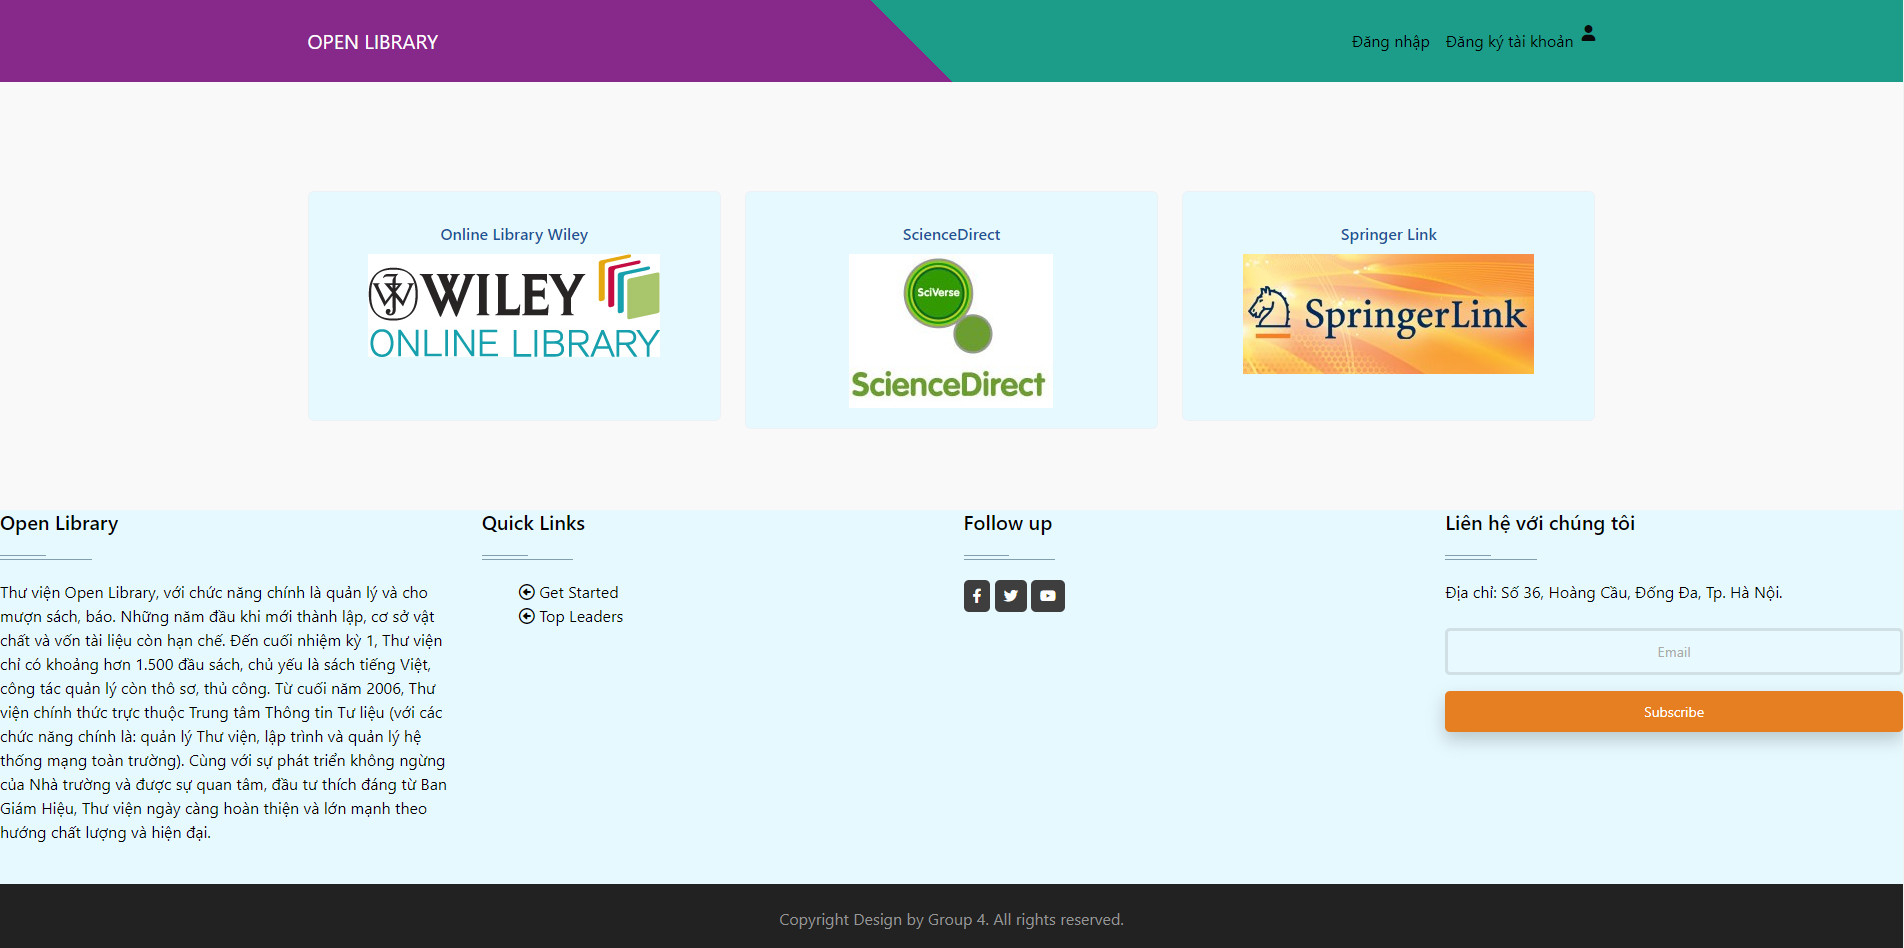 OPEN LIBRARY
Đăng nhập Đăng ký tài khoản
Online Library Wiley
WILEY
ONLINE LIBRARY
ScienceDirect
SciVerse
ScienceDirect
Springer Link
SpringerLink
Open Library
Thư viện Open Library, với chức năng chính là quản lý và cho
mượn sách, báo. Những năm đầu khi mới thành lập, cơ sở vật
chất và vốn tài liệu còn hạn chế. Đến cuối nhiệm kỳ 1, Thư viện
chỉ có khoảng hơn 1.500 đầu sách, chủ yếu là sách tiếng Việt,
công tác quản lý còn thô sơ, thủ công. Từ cuối năm 2006, Thư
viện chính thức trực thuộc Trung tâm Thông tin Tư liệu (với các
chức năng chính là: quản lý Thư viện, lập trình và quản lý hệ
thống mạng toàn trường). Cùng với sự phát triển không ngừng
của Nhà trường và được sự quan tâm, đầu tư thích đáng từ Ban
Giám Hiệu, Thư viện ngày càng hoàn thiện và lớn mạnh theo
hướng chất lượng và hiện đại.
Quick Links
Get Started
Top Leaders
Follow up
Liên hệ với chúng tôi
Địa chỉ: Số 36, Hoàng Cầu, Đống Đa, Tp. Hà Nội.
Email
Subscribe
Copyright Design by Group 4. All rights reserved.